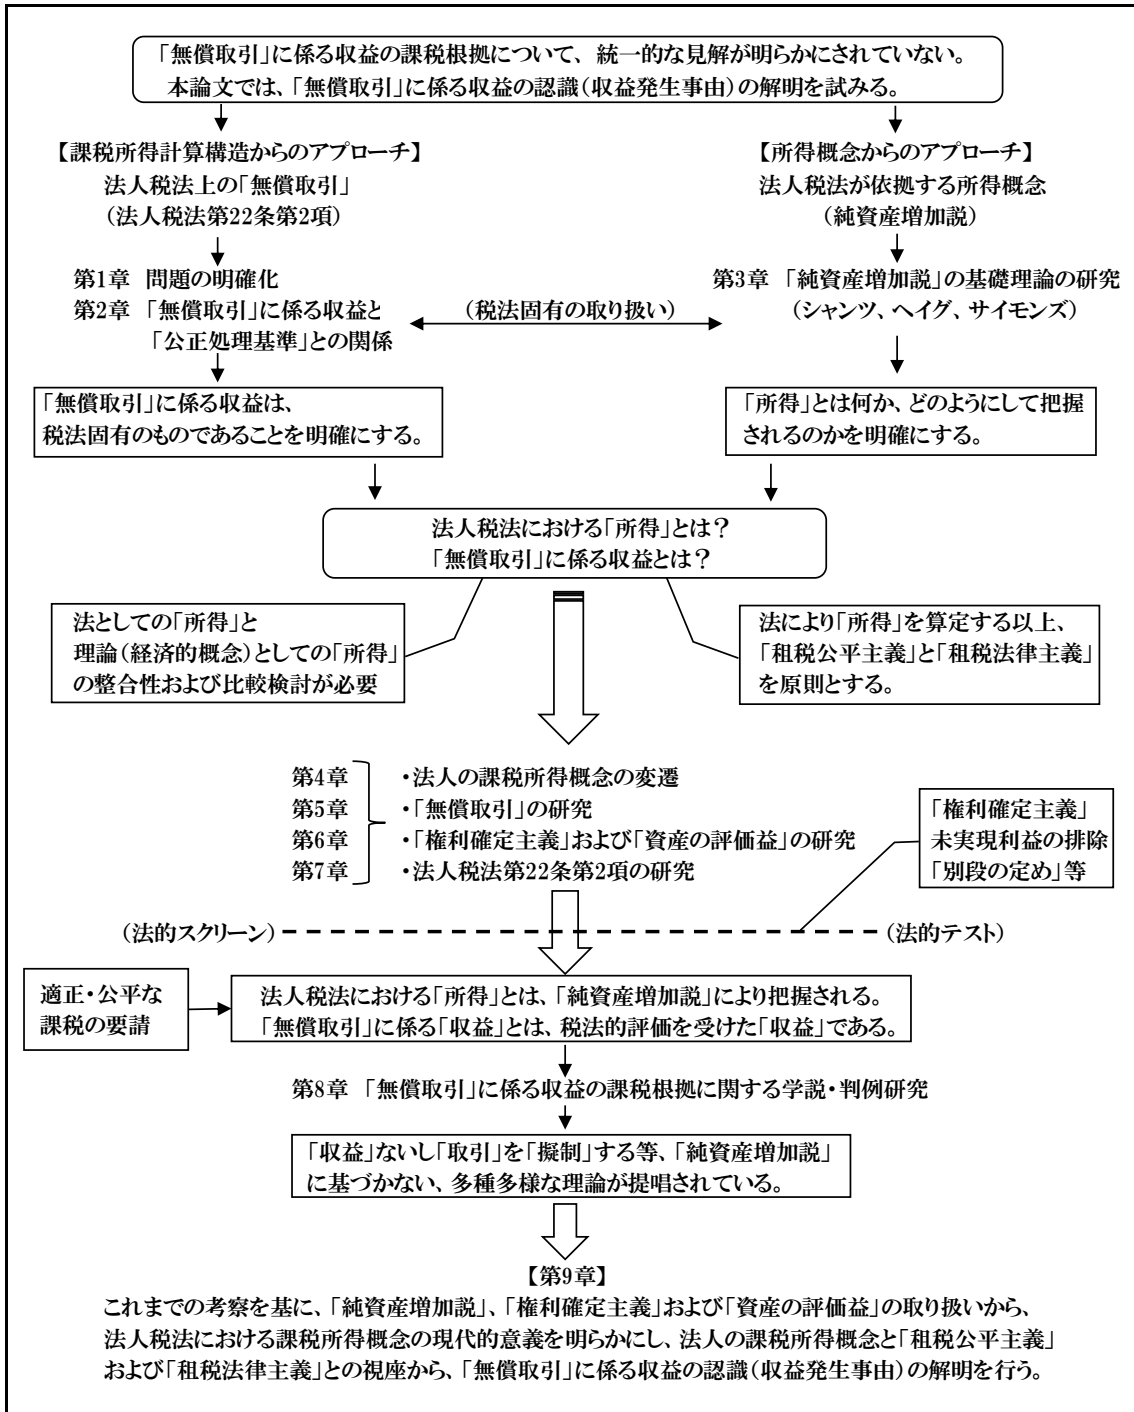 「無償取引」に係る収益の課税根拠について、統一的な見解が明らかにされていない。
本論文では、「無償取引」に係る収益の認識（収益発生事由）の解明を試みる。
【課税所得計算構造からのアプローチ】
法人税法上の「無償取引」
（法人税法第22条第2項）
【所得概念からのアプローチ】
法人税法が依拠する所得概念
（純資産増加説）
第1章 問題の明確化
第2章 「無償取引」に係る収益と
「公正処理基準」との関係
（税法固有の取り扱い）
第3章 「純資産増加説」の基礎理論の研究
（シャンツ、ヘイグ、サイモンズ）
「無償取引」に係る収益は、
税法固有のものであることを明確にする。
「所得」とは何か、どのようにして把握
されるのかを明確にする。
法人税法における「所得」とは？
「無償取引」に係る収益とは？
法としての「所得」と
理論（経済的概念）としての「所得」
の整合性および比較検討が必要
法により「所得」を算定する以上、
「租税公平主義」と「租税法律主義」
を原則とする。
第4章 ・法人の課税所得概念の変遷
第5章 ・「無償取引」の研究
第6章 ・「権利確定主義」および「資産の評価益」の研究
第7章 ・法人税法第22条第2項の研究
「権利確定主義」
未実現利益の排除
「別段の定め」等
（法的スクリーン）
（法的テスト）
適正・公平な
課税の要請
法人税法における「所得」とは、「純資産増加説」により把握される。
「無償取引」に係る「収益」とは、税法的評価を受けた「収益」である。
第8章 「無償取引」に係る収益の課税根拠に関する学説・判例研究
「収益」ないし「取引」を「擬制」する等、「純資産増加説」
に基づかない、多種多様な理論が提唱されている。
【第9章】
これまでの考察を基に、「純資産増加説」、「権利確定主義」および「資産の評価益」の取り扱いから、
法人税法における課税所得概念の現代的意義を明らかにし、法人の課税所得概念と「租税公平主義」
および「租税法律主義」との視座から、「無償取引」に係る収益の認識（収益発生事由）の解明を行う。